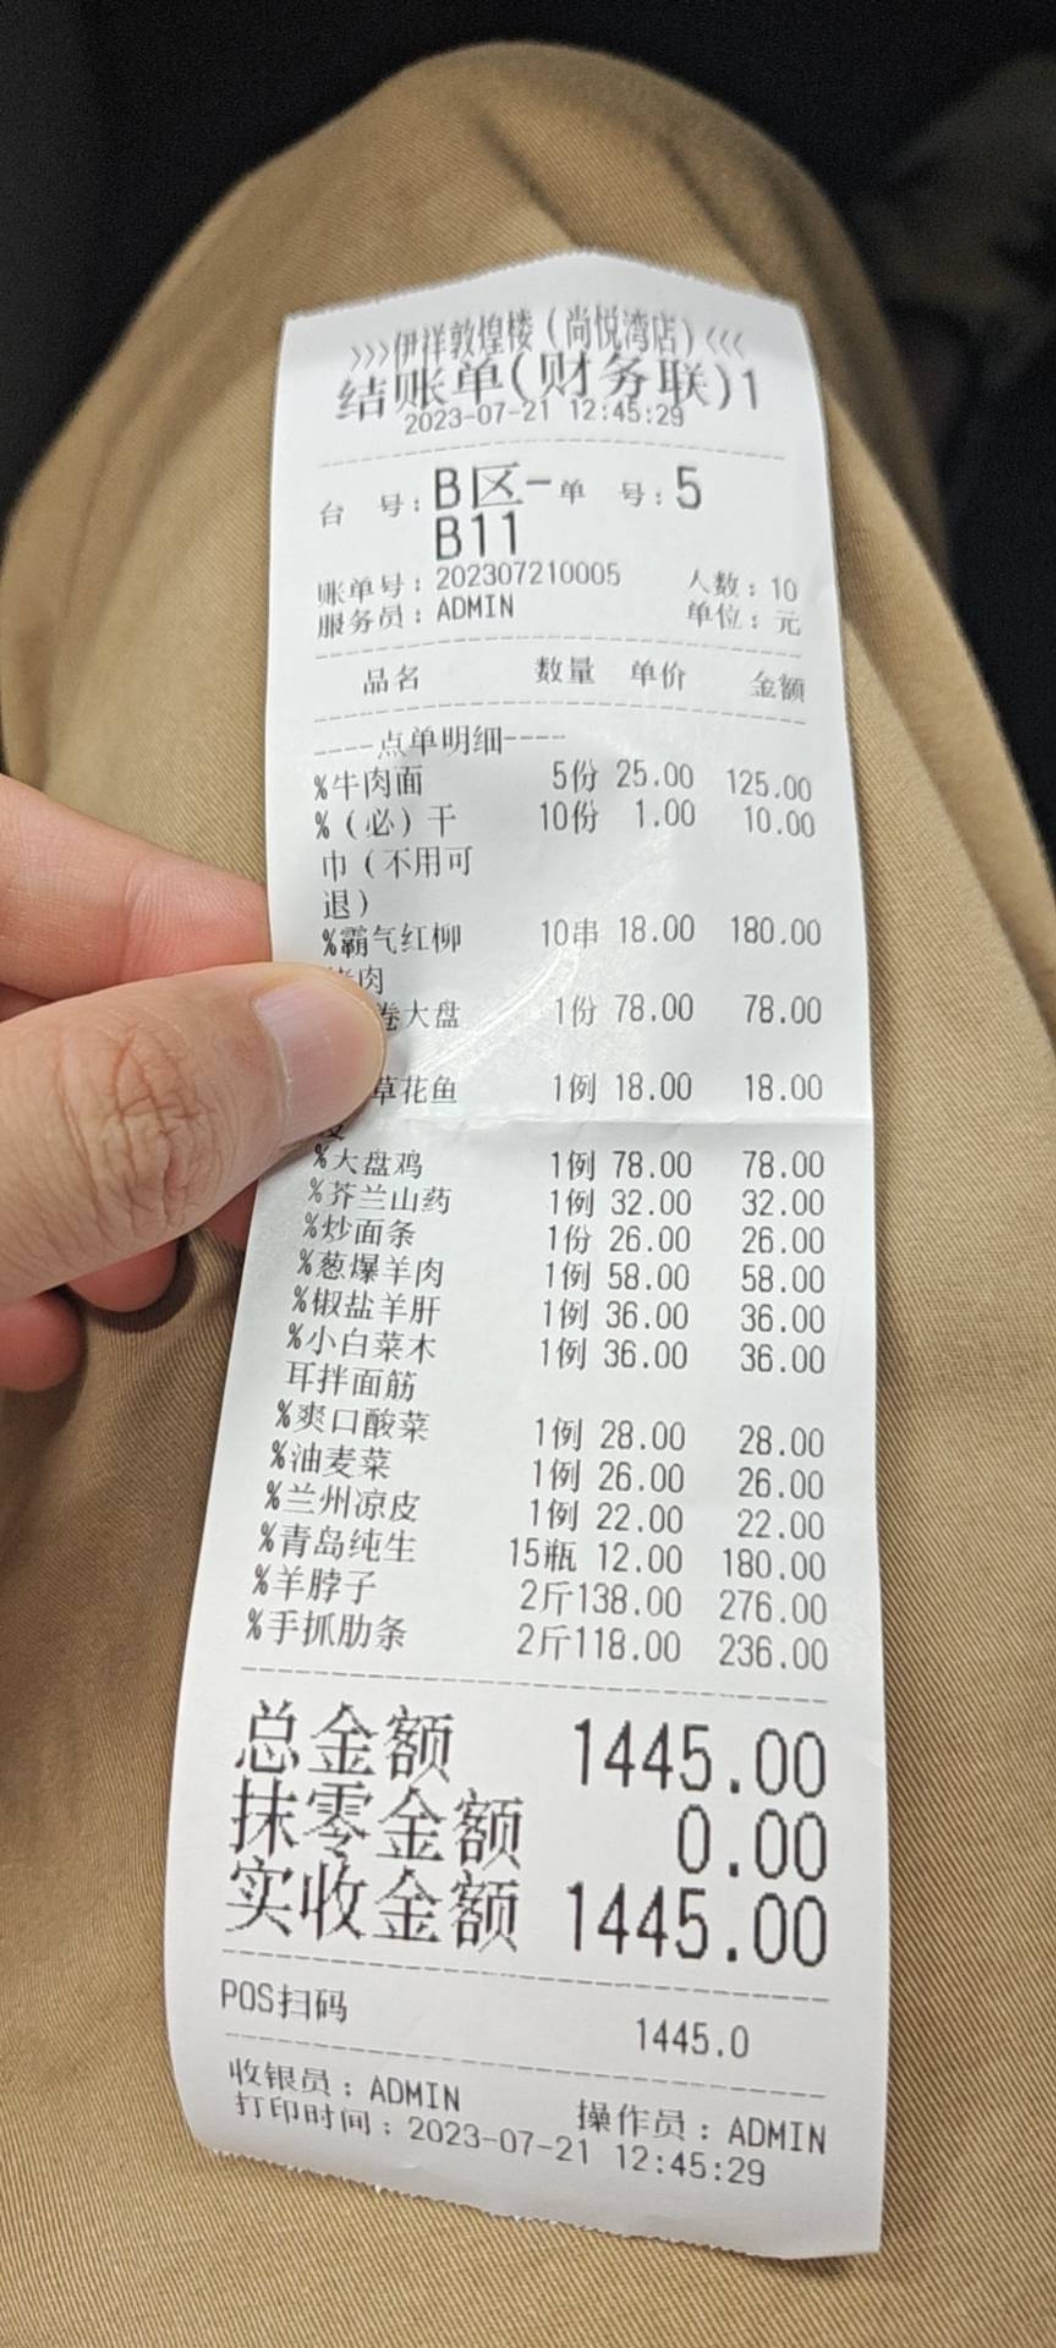 >>>伊祥敦煌楼(尚悦湾店)<<<
结账单(财务联)1
2023-07-21 12:45:29
台 号:B区- 单 号:5
B11
账单号:202307210005 人数:10
服务员:ADMIN 单位:元
品名 数量 单价 金额
----点单明细----
%牛肉面 5份 25.00 125.00
%(必)干 10份 1.00 10.00
巾(不用可
退)
%霸气红柳 10串 18.00 180.00
肉
卷大盘 1份 78.00 78.00
草花鱼 1例 18.00 18.00
%大盘鸡 1例 78.00 78.00
%芥兰山药 1例 32.00 32.00
%炒面条 1份 26.00 26.00
%葱爆羊肉 1例 58.00 58.00
%椒盐羊肝 1例 36.00 36.00
%小白菜木 1例 36.00 36.00
耳拌面筋
%爽口酸菜 1例 28.00 28.00
%油麦菜 1例 26.00 26.00
%兰州凉皮 1例 22.00 22.00
%青岛纯生 15瓶 12.00 180.00
%羊脖子 2斤138.00 276.00
%手抓肋条 2斤118.00 236.00
总金额 1445.00
抹零金额 0.00
实收金额 1445.00
POS扫码 1445.0
收银员:ADMIN 操作员:ADMIN
打印时间:2023-07-21 12:45:29